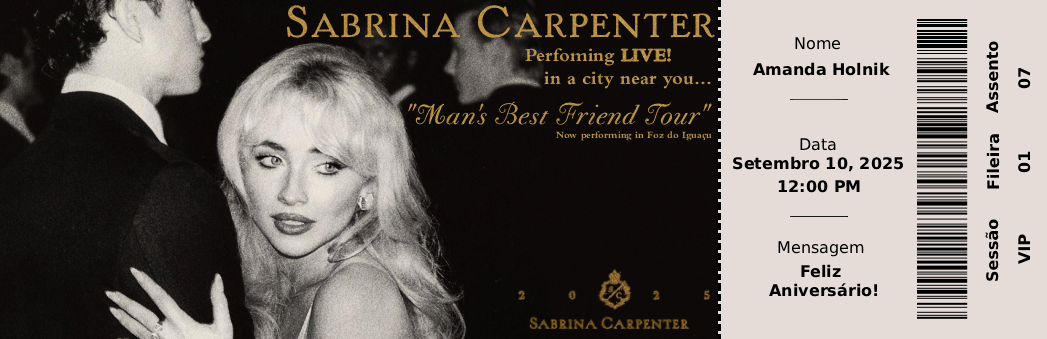 SABRINA CARPENTER
Perfoming LIVE!
in a city near you...
"Man's Best Friend Tour"
Now performing in Foz do Iguaçu
2 0 2 5
SABRINA CARPENTER
Nome
Amanda Holnik
Data
Setembro 10, 2025
12:00 PM
Mensagem
Feliz
Aniversário!
Assento 07
Fileira 01
Sessão VIP